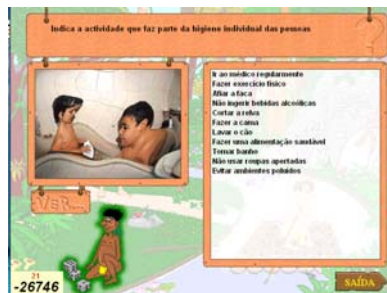 Indica a actividade que faz parte da higiene individual das pessoas
Ir ao médico regularmente
Fazer exercício físico
Afiar a faca
Não ingerir bebidas alcoólicas
Cortar a relva
Fazer a cama
Lavar o cão
Fazer uma alimentação saudável
Tomar banho
Não usar roupas apertadas
Evitar ambientes poluídos
VER...
21
-26746
SAÍDA